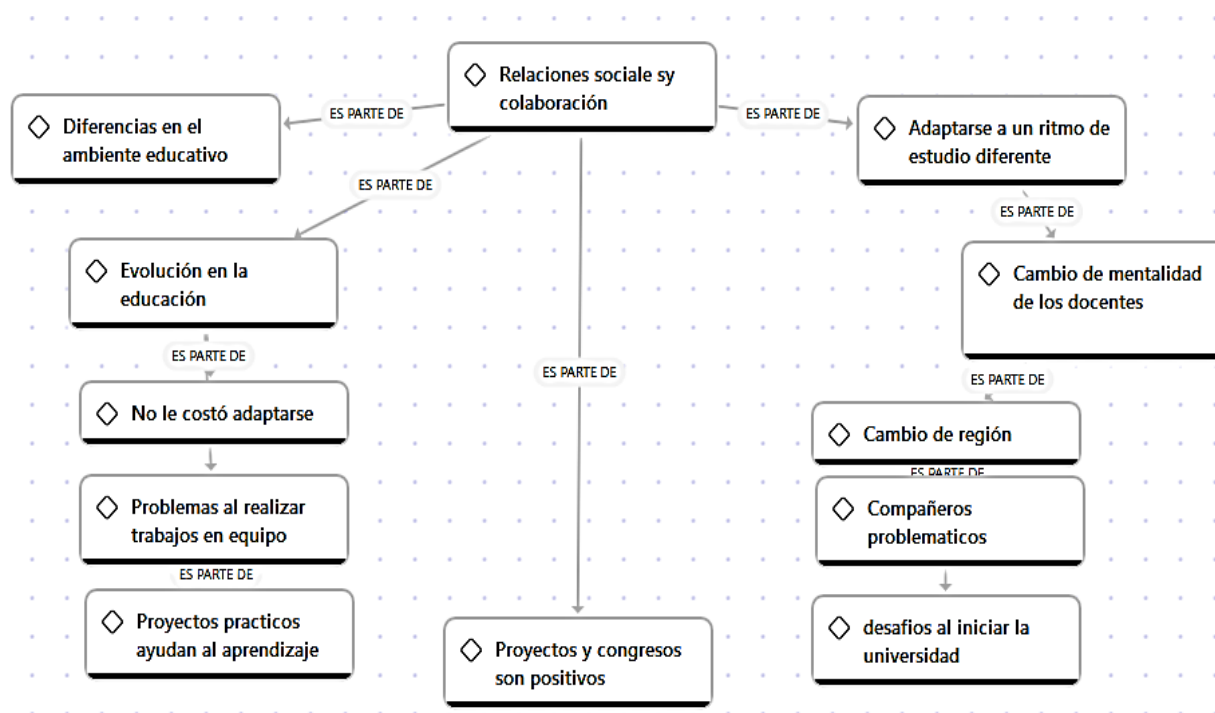 Relaciones sociale sy
colaboración
ES PARTE DE
Diferencias en el
ambiente educativo
ES PARTE DE
Adaptarse a un ritmo de
estudio diferente
ES PARTE DE
Evolución en la
educación
ES PARTE DE
Cambio de mentalidad
de los docentes
ES PARTE DE
No le costó adaptarse
ES PARTE DE
ES PARTE DE
Cambio de región
ES PARTE DE
Problemas al realizar
trabajos en equipo
Compañeros
problematicos
ES PARTE DE
Proyectos practicos
ayudan al aprendizaje
Proyectos y congresos
son positivos
desafios al iniciar la
universidad